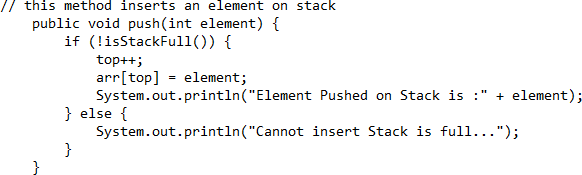 // this method inserts an element on stack
    public void push(int element) {
        if (!isStackFull()) {
            top++;
            arr[top] = element;
            System.out.println("Element Pushed on Stack is :" + element);
        } else {
            System.out.println("Cannot insert Stack is full...");
        }
    }